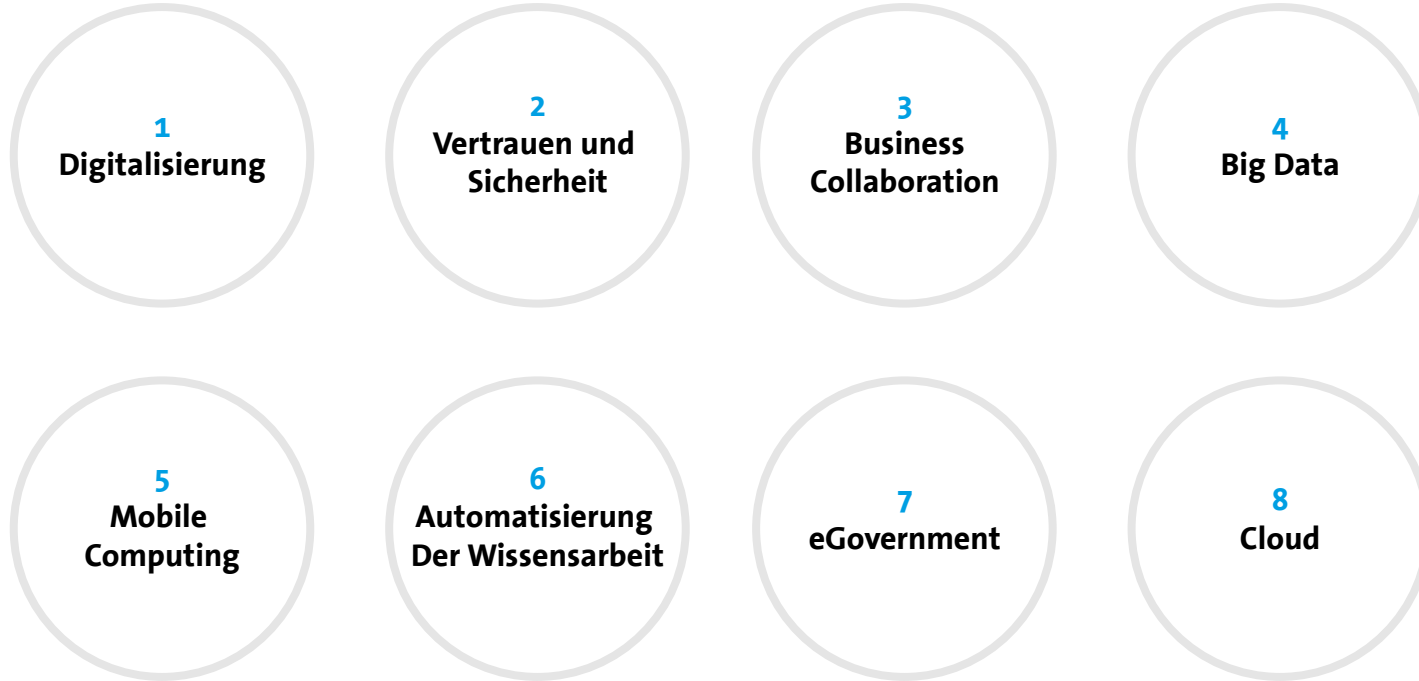 1
Digitalisierung
2
Vertrauen und
Sicherheit
3
Business
Collaboration
4
Big Data
5
Mobile
Computing
6
Automatisierung
Der Wissensarbeit
7
eGovernment
8
Cloud